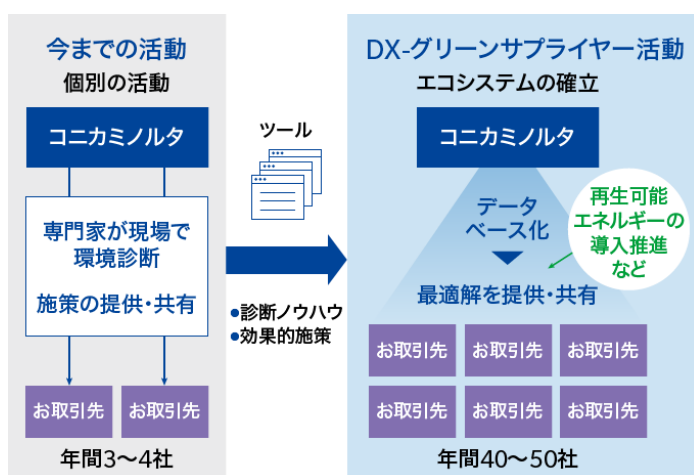 今までの活動
個別の活動
コニカミノルタ
専門家が現場で
環境診断
施策の提供・共有
お取引先
お取引先
年間3〜4社
ツール
●診断ノウハウ
●効果的施策
DX-グリーンサプライヤー活動
エコシステムの確立
コニカミノルタ
データ
ベース化
再生可能
エネルギーの
導入推進
など
最適解を提供・共有
お取引先
お取引先
お取引先
お取引先
お取引先
お取引先
年間40〜50社